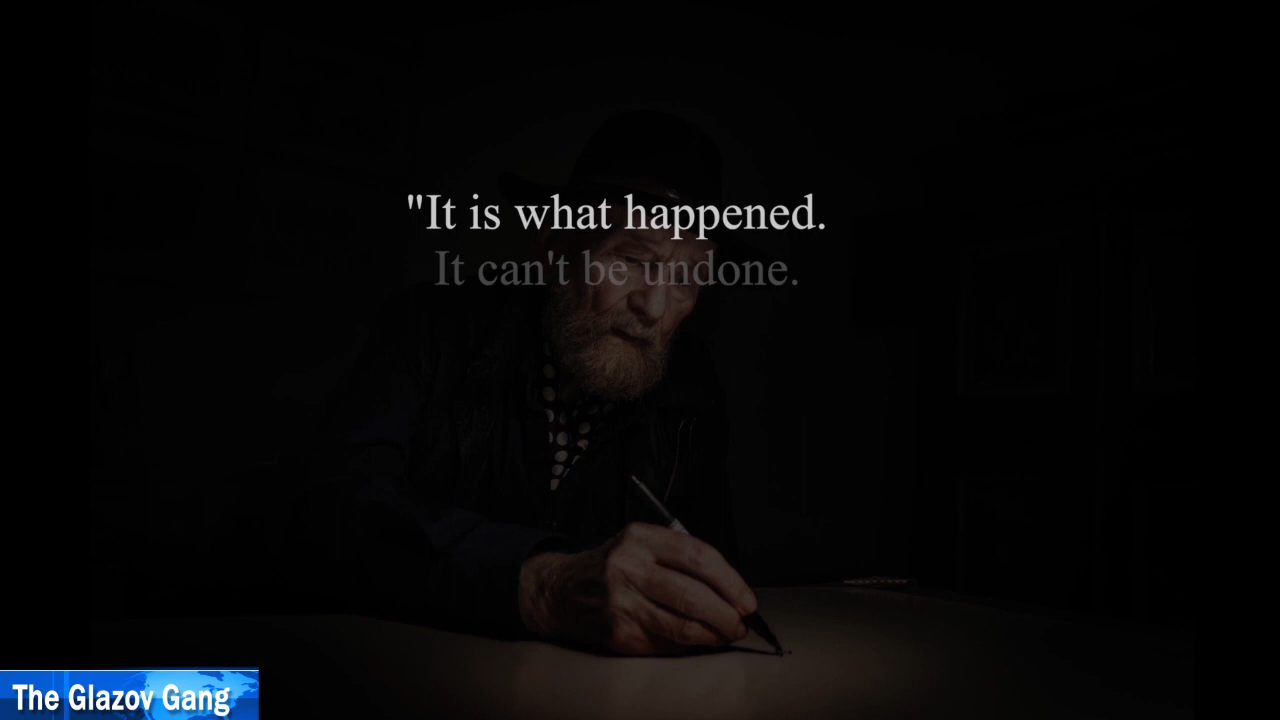 "It is what happened.
It can't be undone.
The Glazov Gang